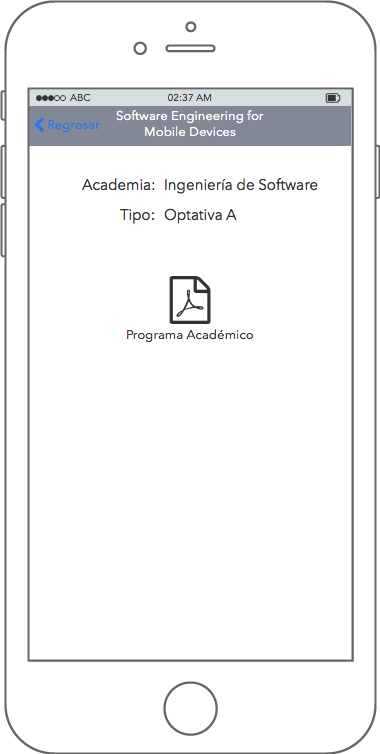 ABC 02:37 AM
Regresar
Software Engineering for
Mobile Devices
Academia: Ingeniería de Software
Tipo: Optativa A
Programa Académico